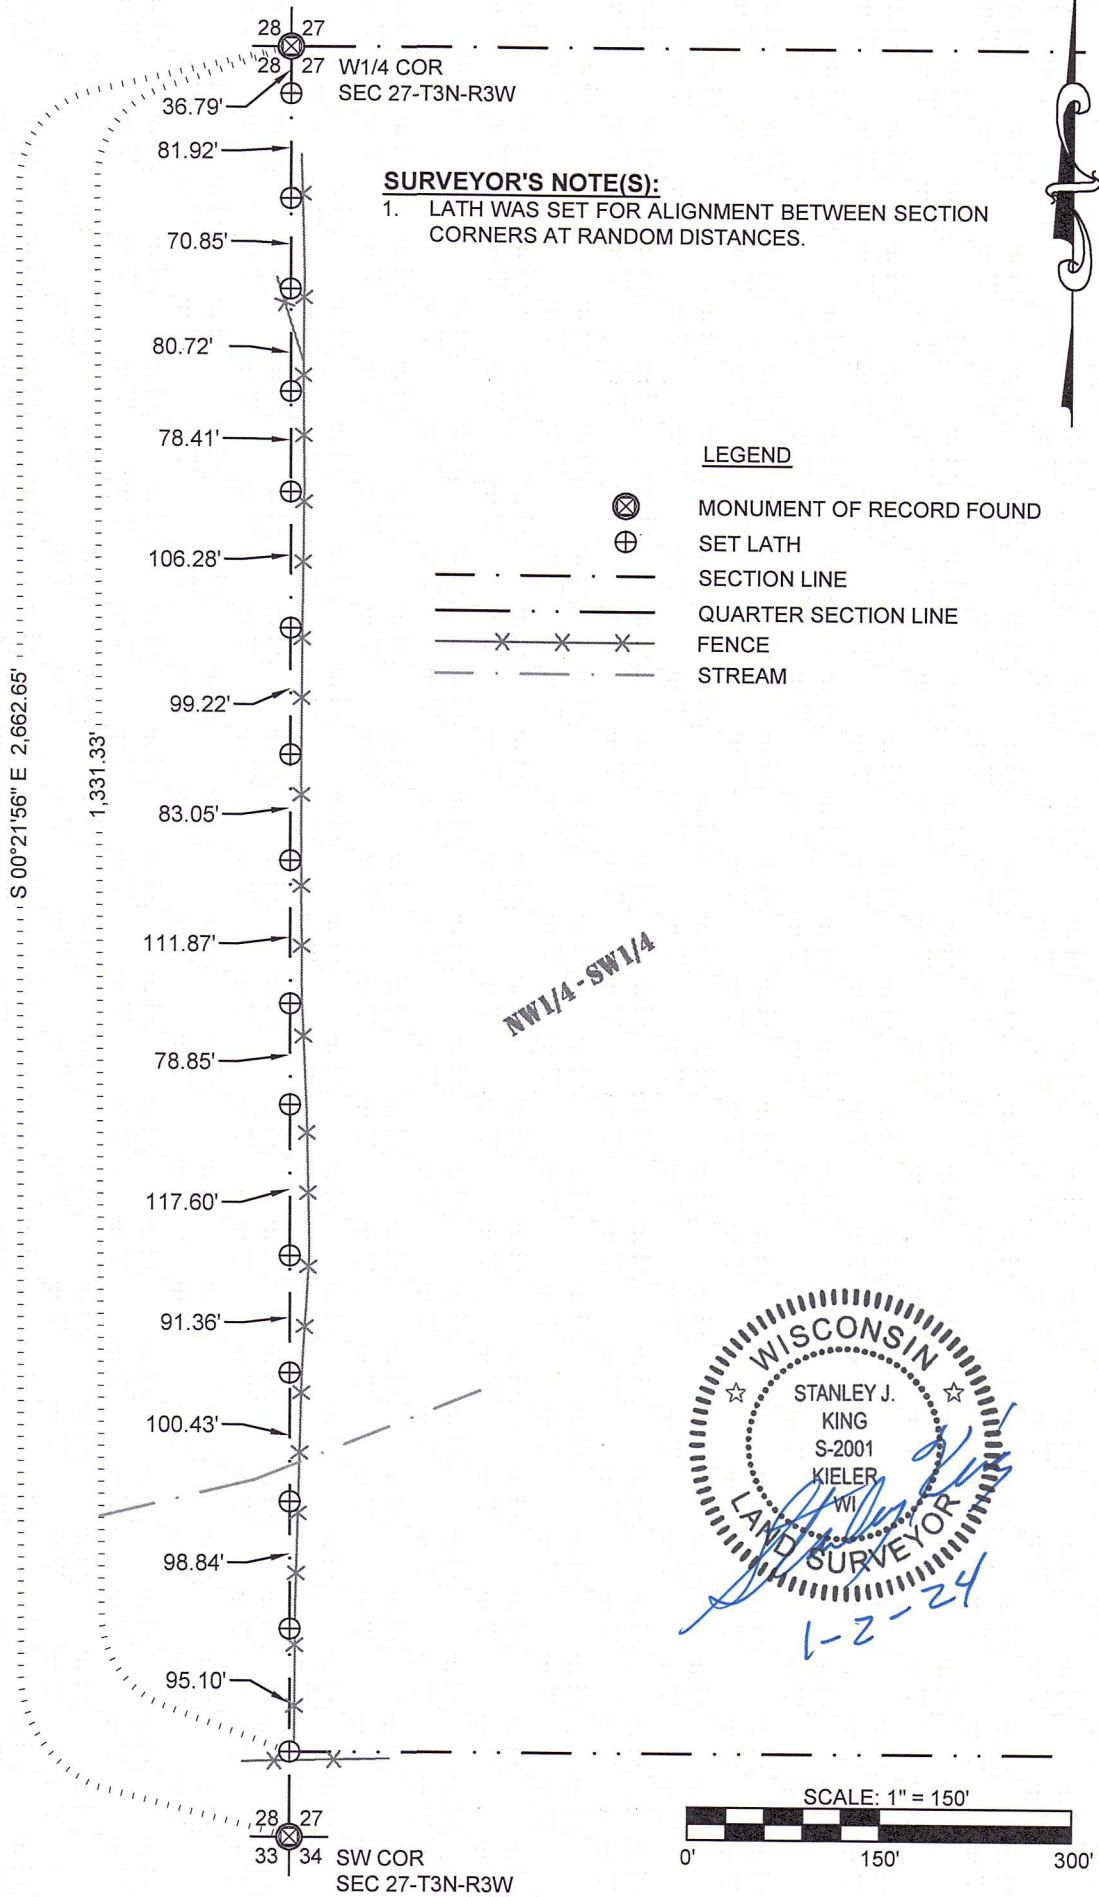 28 27
28 27
W1/4 COR
SEC 27-T3N-R3W
36.79'
81.92'
SURVEYOR'S NOTE(S):
1. LATH WAS SET FOR ALIGNMENT BETWEEN SECTION
CORNERS AT RANDOM DISTANCES.
70.85'
80.72'
78.41'
106.28'
99.22'
83.05'
111.87'
78.85'
117.60'
91.36'
100.43'
98.84'
95.10'
S 00°21'56" E 2,662.65'
1,331.33'
LEGEND
MONUMENT OF RECORD FOUND
SET LATH
SECTION LINE
QUARTER SECTION LINE
FENCE
STREAM
NW1/4 - SW1/4
WISCONSIN
STANLEY J.
KING
S-2001
KIELER
WI
LAND SURVEYOR
Stanley King
1-2-24
28 27
33 34
SW COR
SEC 27-T3N-R3W
SCALE: 1" = 150'
0' 150' 300'